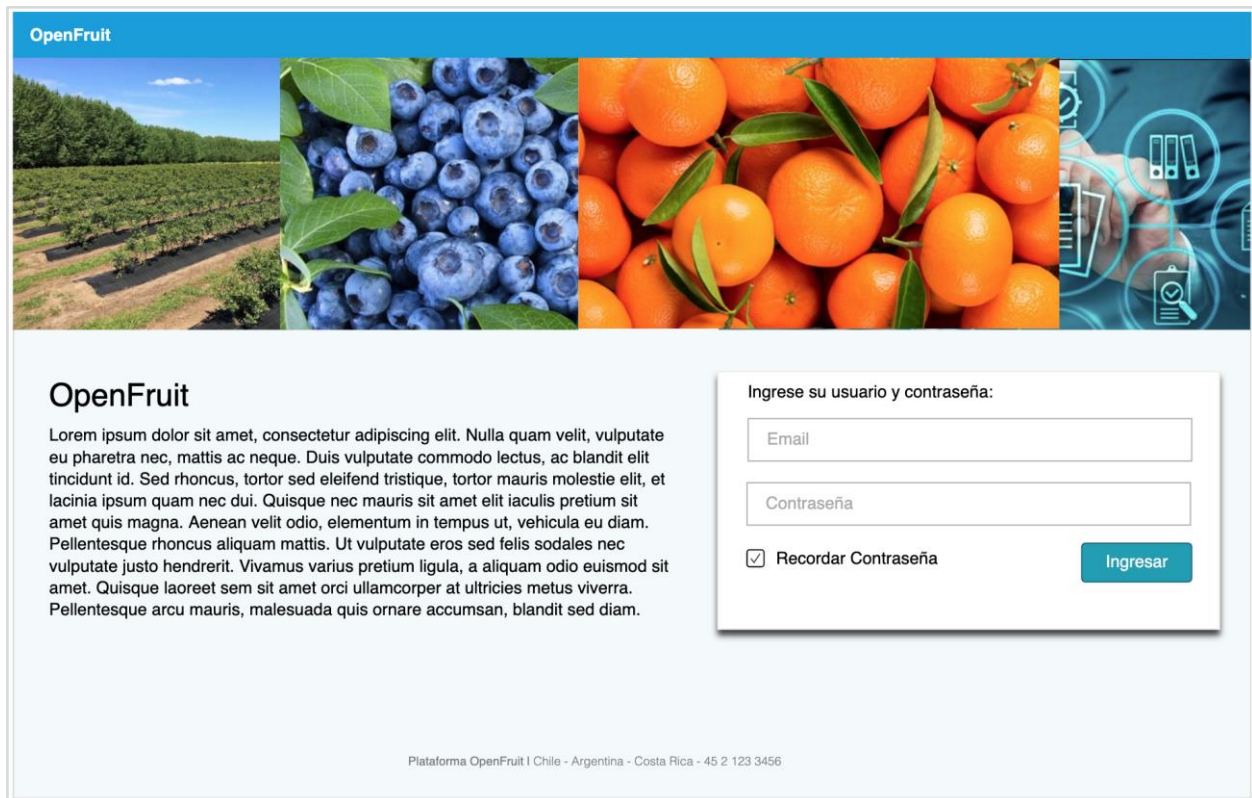 OpenFruit
OpenFruit
Lorem ipsum dolor sit amet, consectetur adipiscing elit. Nulla quam velit, vulputate
eu pharetra nec, mattis ac neque. Duis vulputate commodo lectus, ac blandit elit
tincidunt id. Sed rhoncus, tortor sed eleifend tristique, tortor mauris molestie elit, et
lacinia ipsum quam nec dui. Quisque nec mauris sit amet elit iaculis pretium sit
amet quis magna. Aenean velit odio, elementum in tempus ut, vehicula eu diam.
Pellentesque rhoncus aliquam mattis. Ut vulputate eros sed felis sodales nec
vulputate justo hendrerit. Vivamus varius pretium ligula, a aliquam odio euismod sit
amet. Quisque laoreet sem sit amet orci ullamcorper at ultricies metus viverra.
Pellentesque arcu mauris, malesuada quis ornare accumsan, blandit sed diam.
Ingrese su usuario y contraseña:
Email
Contraseña
Recordar Contraseña
Ingresar
Plataforma OpenFruit I Chile - Argentina - Costa Rica - 45 2 123 3456